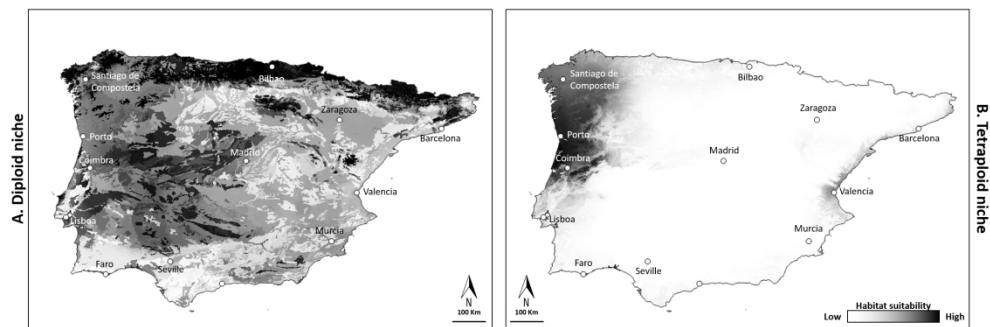 A. Diploid niche
Santiago de
Compostela
Bilbao
Zaragoza
Barcelona
Porto
Madrid
Coimbra
Valencia
Lisboa
Murcia
Seville
Faro
N
100 Km
Santiago de
Compostela
Bilbao
Zaragoza
Barcelona
Porto
Madrid
Coimbra
Valencia
Lisboa
Murcia
Seville
Faro
N
100 Km
Habitat suitability
Low
High
B. Tetraploid niche